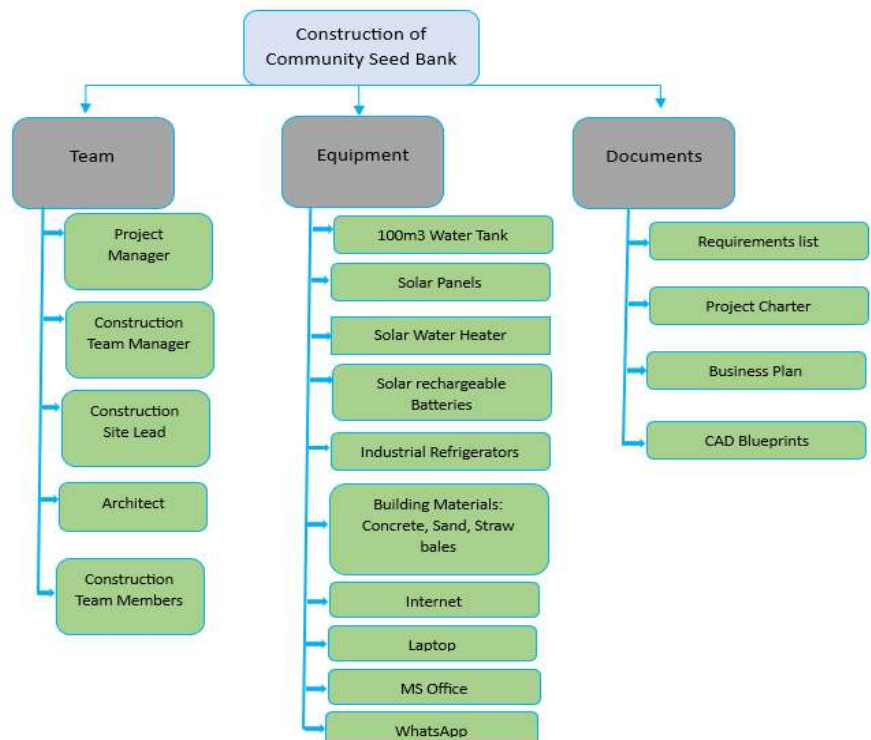 Construction of
Community Seed Bank
Team
Equipment
Documents
Project
Manager
Construction
Team Manager
Construction
Site Lead
Architect
Construction
Team Members
100m3 Water Tank
Solar Panels
Solar Water Heater
Solar rechargeable
Batteries
Industrial Refrigerators
Building Materials:
Concrete, Sand, Straw
bales
Internet
Laptop
MS Office
WhatsApp
Requirements list
Project Charter
Business Plan
CAD Blueprints